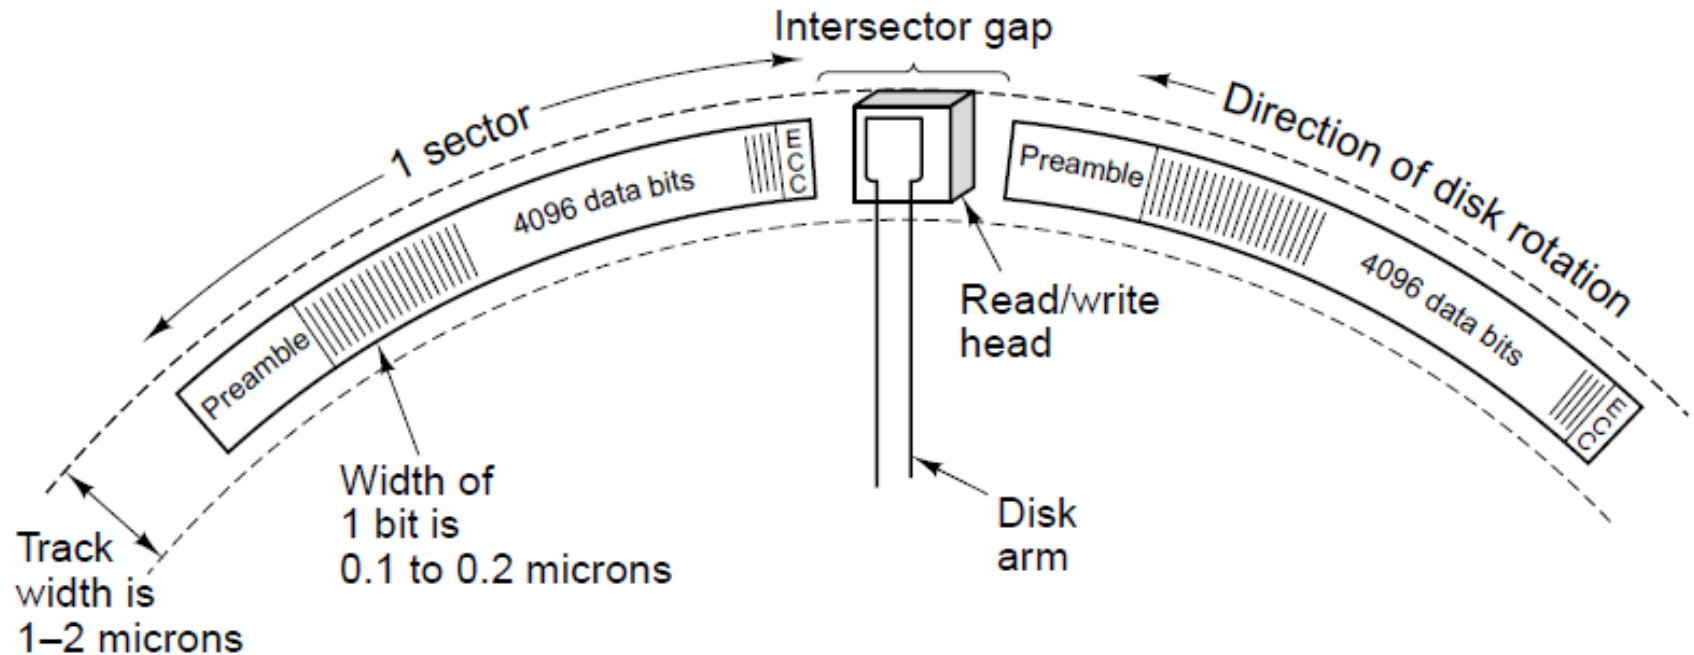 Intersector gap
1 sector
Direction of disk rotation
Preamble
4096 data bits
E
C
C
Preamble
4096 data bits
E
C
C
Read/write
head
Width of
1 bit is
0.1 to 0.2 microns
Disk
arm
Track
width is
1–2 microns